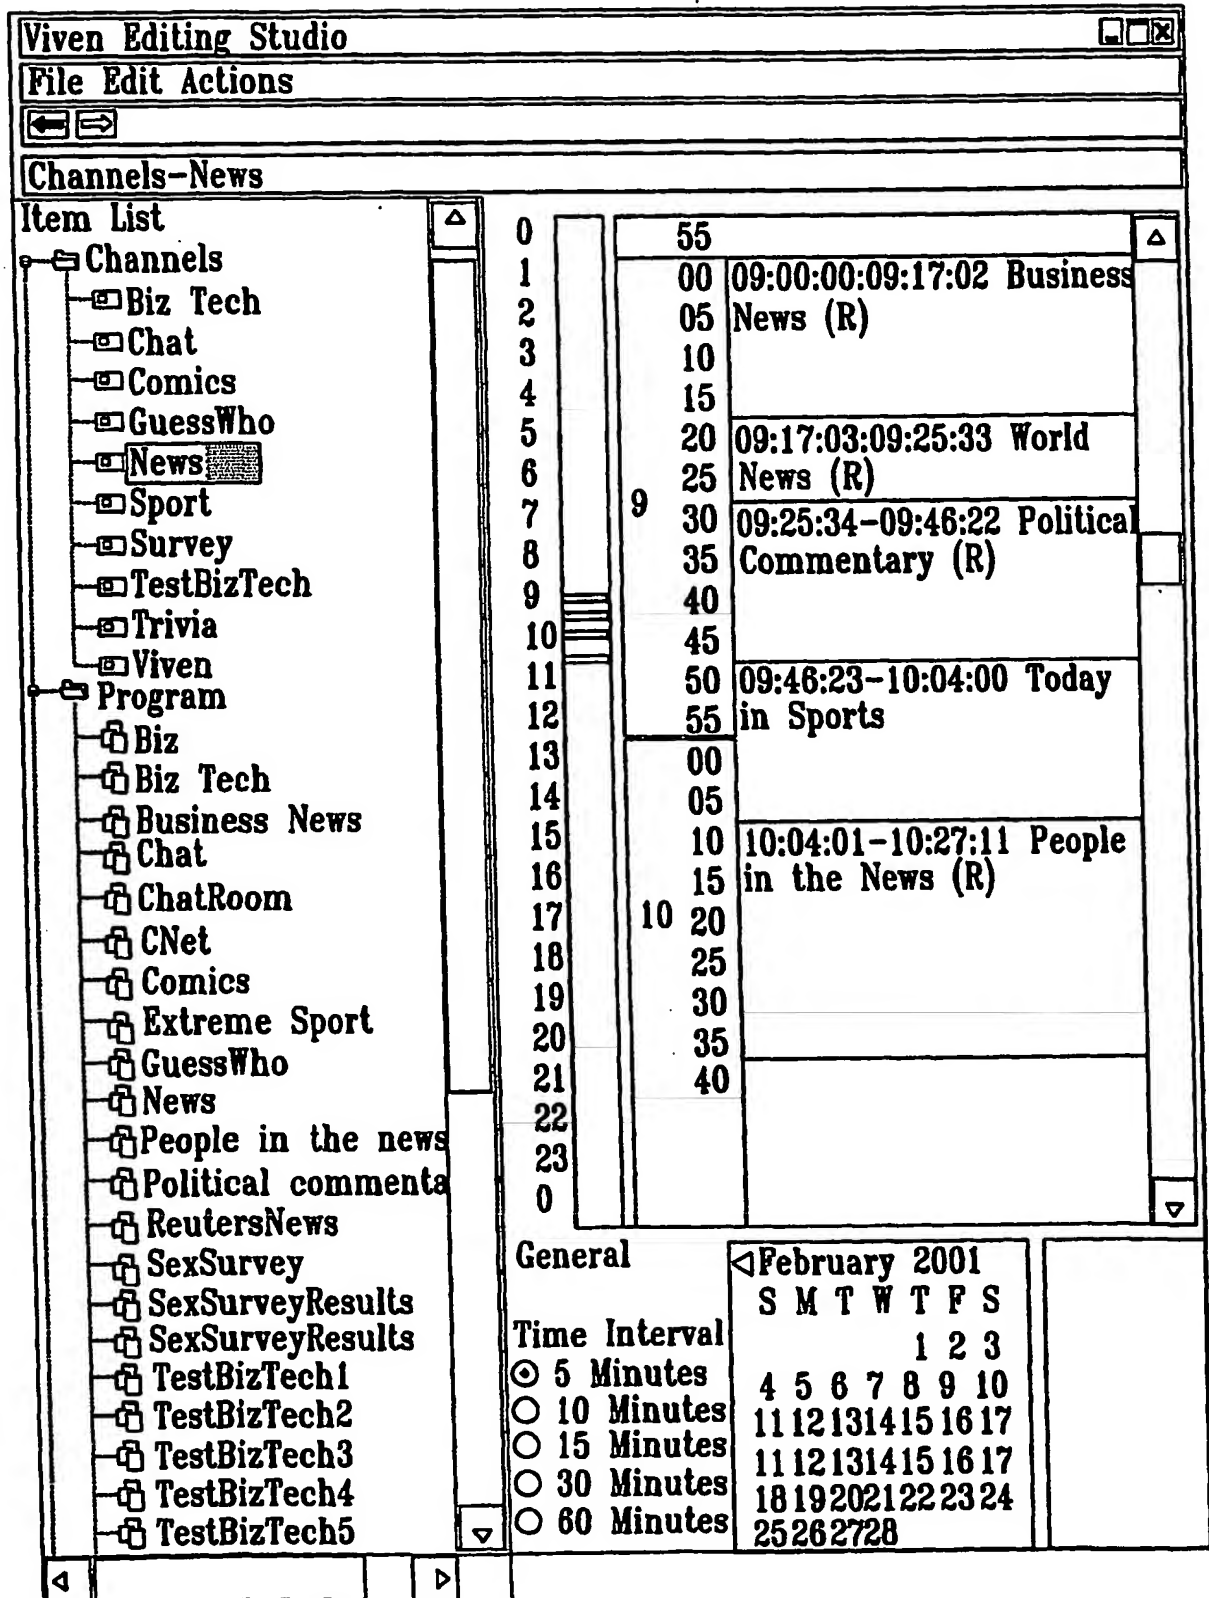 Viven Editing Studio
File Edit Actions
Channels-News
Item List
Channels
Biz Tech
Chat
Comics
GuessWho
News
Sport
Survey
TestBizTech
Trivia
Viven
Program
Biz
Biz Tech
Business News
Chat
ChatRoom
CNet
Comics
Extreme Sport
GuessWho
News
People in the news
Political commenta
ReutersNews
SexSurvey
SexSurveyResults
SexSurveyResults
TestBizTech1
TestBizTech2
TestBizTech3
TestBizTech4
TestBizTech5
0
1
2
3
4
5
6
7
8
9
10
11
12
13
14
15
16
17
18
19
20
21
22
23
0
55
00 09:00:00:09:17:02 Business
05 News (R)
10
15
20 09:17:03:09:25:33 World
25 News (R)
9
30 09:25:34-09:46:22 Political
35 Commentary (R)
40
45
50 09:46:23-10:04:00 Today
55 in Sports
00
05
10 10:04:01-10:27:11 People
15 in the News (R)
10 20
25
30
35
40
General
Time Interval
5 Minutes
10 Minutes
15 Minutes
30 Minutes
60 Minutes
February 2001
S M T W T F S
1 2 3
4 5 6 7 8 9 10
11 12 13 14 15 16 17
11 12 13 14 15 16 17
18 19 20 21 22 23 24
25 26 27 28